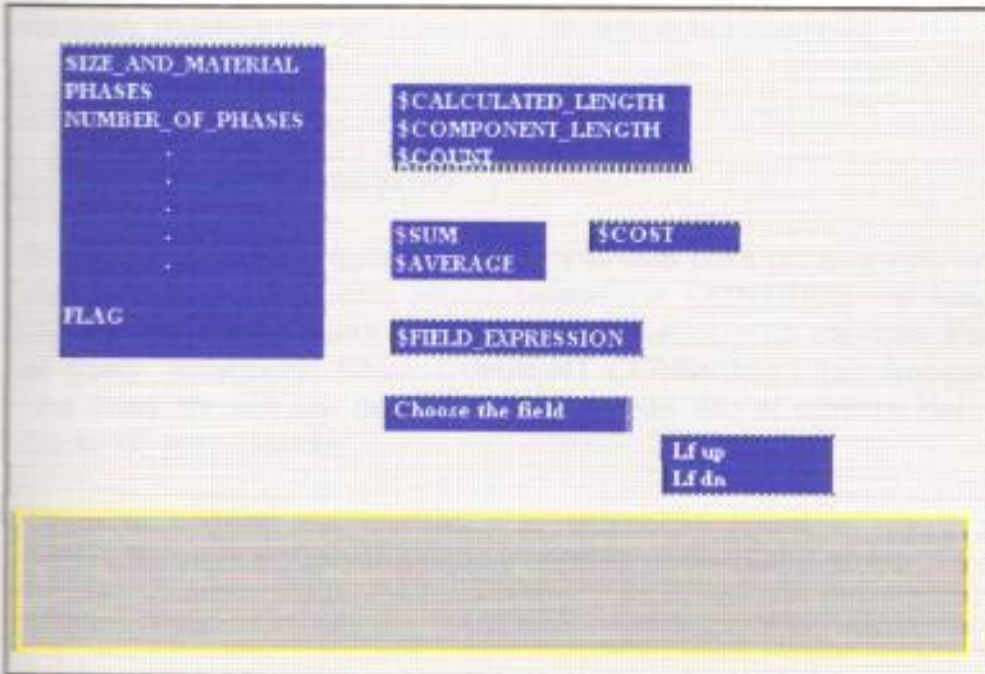 SIZE_AND_MATERIAL
PHASES
NUMBER_OF_PHASES
.
.
.
.
.
FLAG
$CALCULATED_LENGTH
$COMPONENT_LENGTH
$COUNT
$SUM
$AVERAGE
$COST
$FIELD_EXPRESSION
Choose the field
Lf up
Lf dn